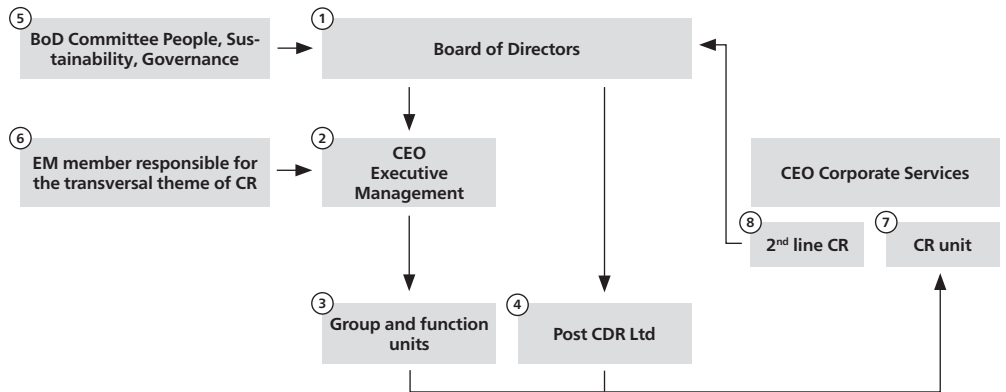 5
BoD Committee People, Sus-
tainability, Governance
1
Board of Directors
6
EM member responsible for
the transversal theme of CR
2
CEO
Executive
Management
CEO Corporate Services
8
2nd line CR
7
CR unit
3
Group and function
units
4
Post CDR Ltd